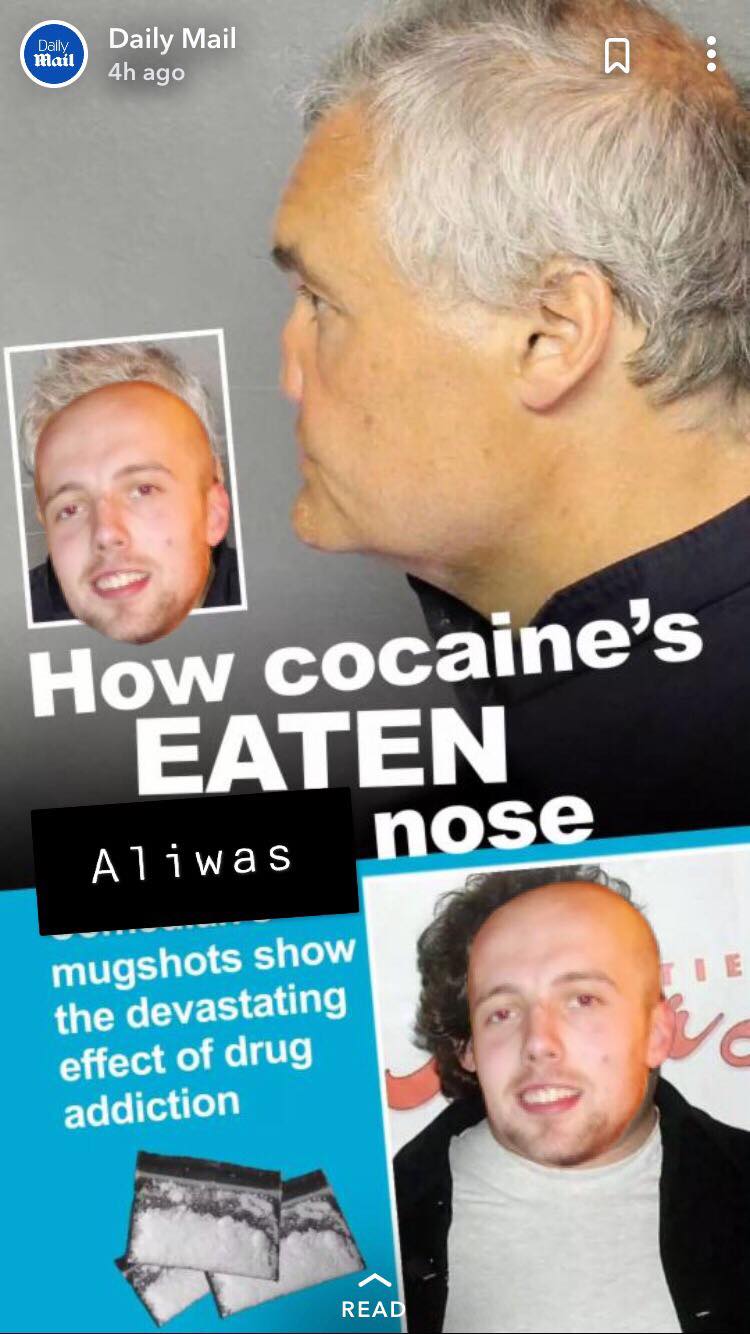 Daily Mail
Daily Mail
4h ago
How cocaine's
EATEN
Aliwas nose
mugshots show
the devastating
effect of drug
addiction
TIE
READ